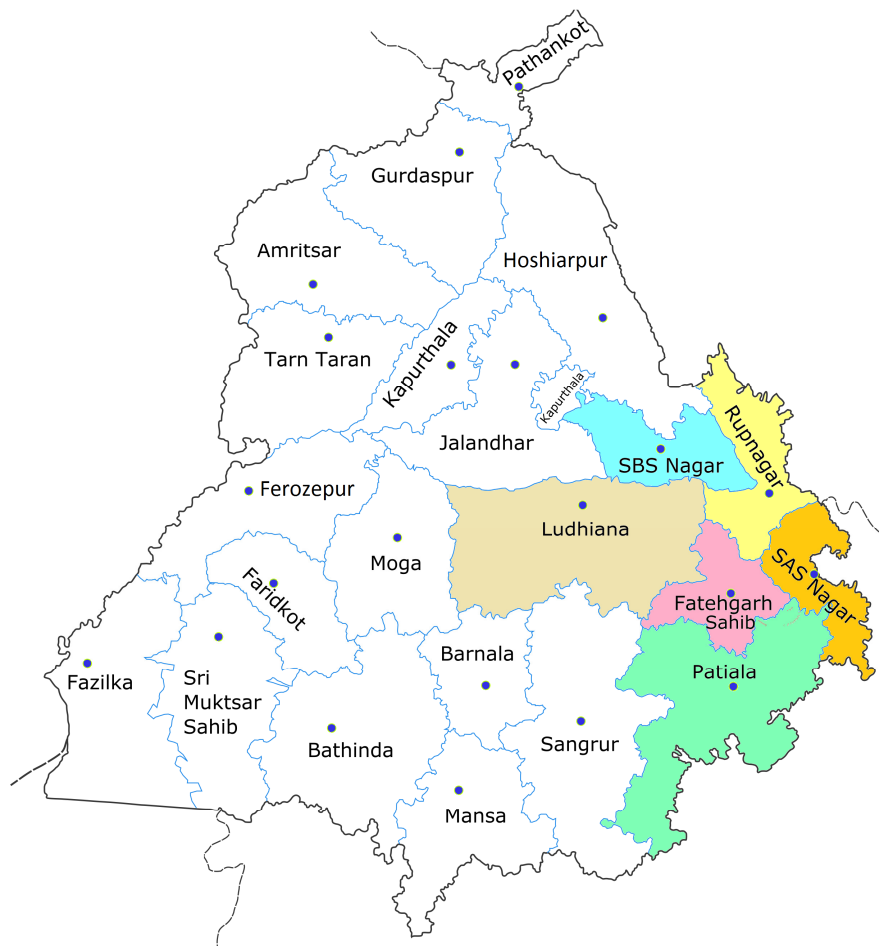 Pathankot
Gurdaspur
Amritsar
Hoshiarpur
Tarn Taran
Kapurthala
Kapurthala
Jalandhar
Rupnagar
SBS Nagar
Ferozepur
Ludhiana
Moga
SAS Nagar
Faridkot
Fatehgarh
Sahib
Barnala
Patiala
Fazilka
Sri
Muktsar
Sahib
Bathinda
Sangrur
Mansa